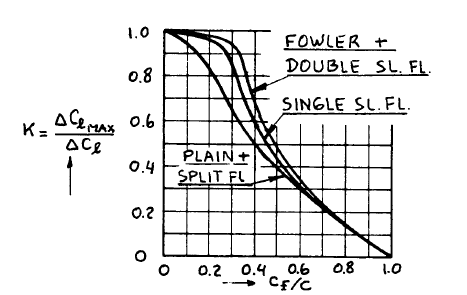 1.0
0.8
0.6
0.4
0.2
0
K = ΔCℓMAX / ΔCℓ
FOWLER +
DOUBLE SL. FL.
SINGLE SL. FL.
PLAIN +
SPLIT FL
0 0.2 0.4 0.6 0.8 1.0
→ Cf/C